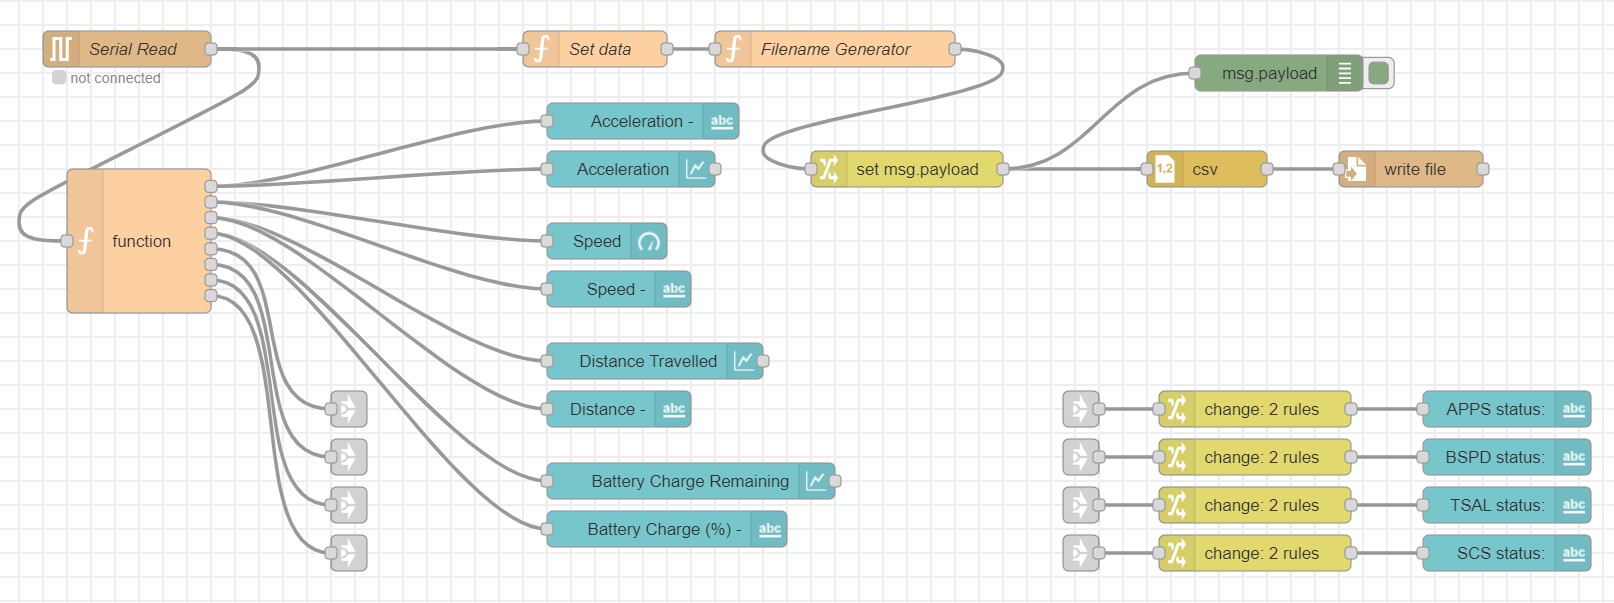 Serial Read
not connected
Set data
Filename Generator
msg.payload
Acceleration - abc
Acceleration
set msg.payload
1,2 csv
write file
function
Speed
Speed - abc
Distance Travelled
Distance - abc
Battery Charge Remaining
Battery Charge (%) - abc
change: 2 rules
APPS status: abc
change: 2 rules
BSPD status: abc
change: 2 rules
TSAL status: abc
change: 2 rules
SCS status: abc